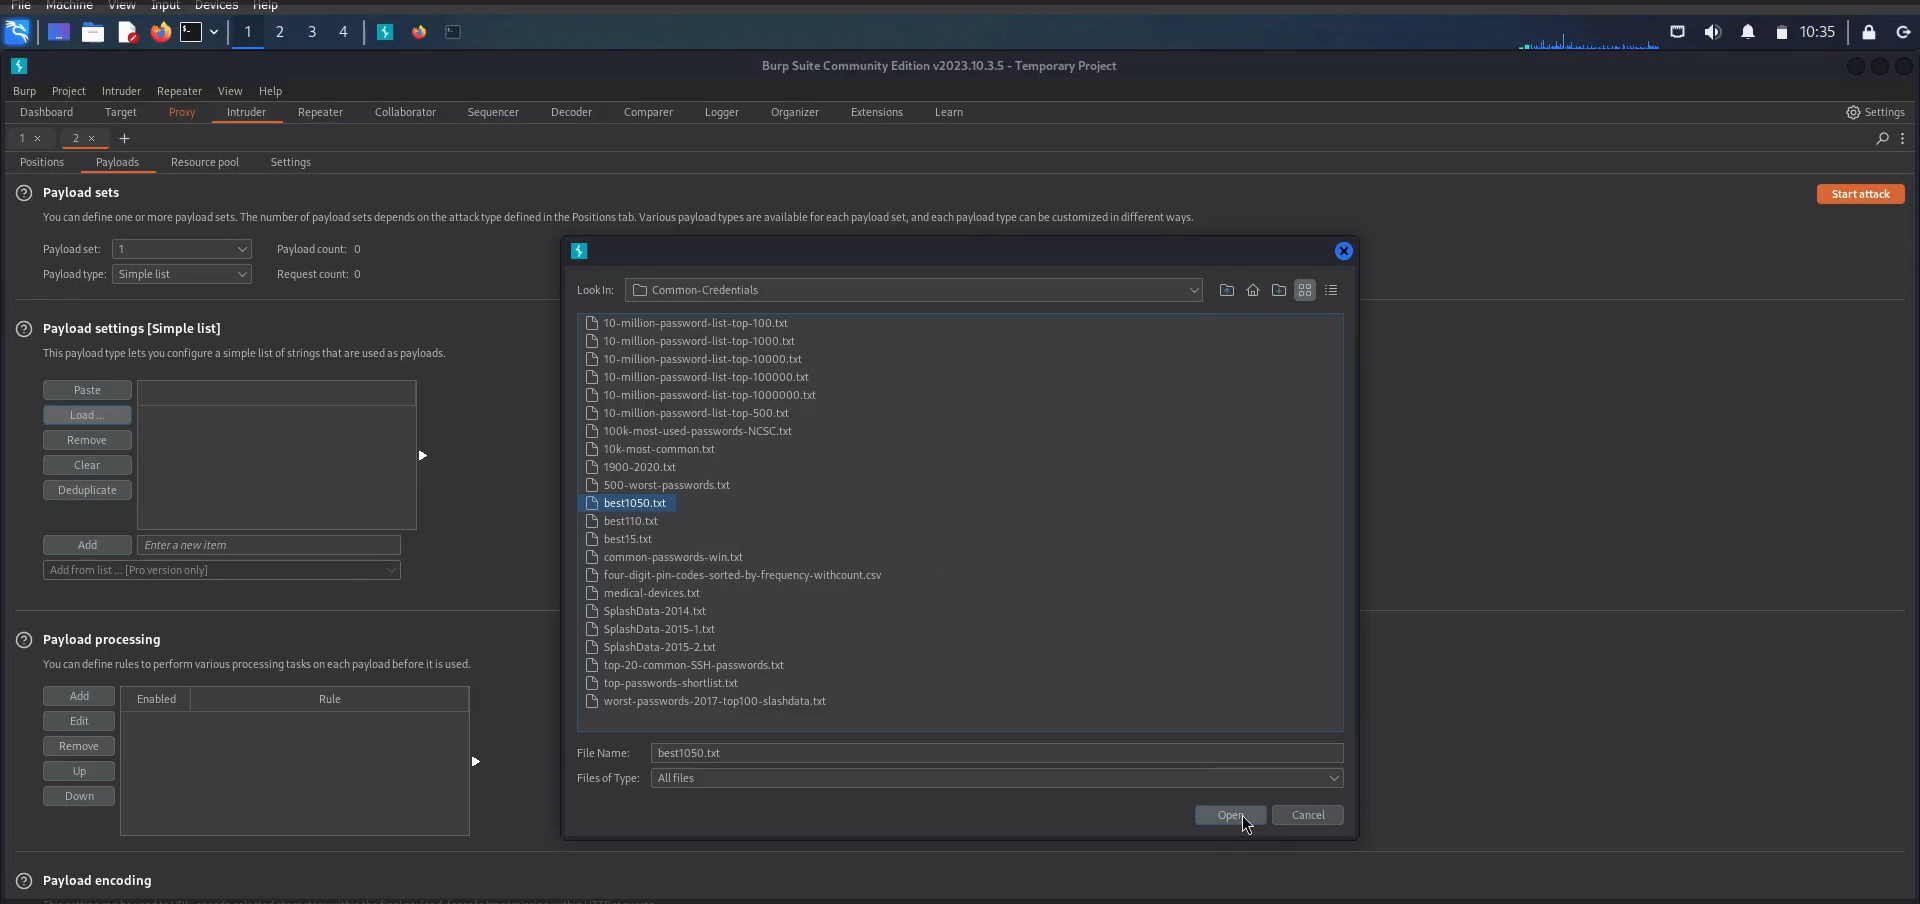 File Machine View Input Devices Help
1 2 3 4 10:35
Burp Suite Community Edition v2023.10.3.5 - Temporary Project
Burp Project Intruder Repeater View Help
Dashboard Target Proxy Intruder Repeater Collaborator Sequencer Decoder Comparer Logger Organizer Extensions Learn Settings
1 × 2 × +
Positions Payloads Resource pool Settings
Payload sets
Start attack
You can define one or more payload sets. The number of payload sets depends on the attack type defined in the Positions tab. Various payload types are available for each payload set, and each payload type can be customized in different ways.
Payload set: 1 Payload count: 0
Payload type: Simple list Request count: 0
Payload settings [Simple list]
This payload type lets you configure a simple list of strings that are used as payloads.
Paste
Load ...
Remove
Clear
Deduplicate
Add Enter a new item
Add from list ... [Pro version only]
Payload processing
You can define rules to perform various processing tasks on each payload before it is used.
Add Enabled Rule
Edit
Remove
Up
Down
Payload encoding
Look In: Common-Credentials
10-million-password-list-top-100.txt
10-million-password-list-top-1000.txt
10-million-password-list-top-10000.txt
10-million-password-list-top-100000.txt
10-million-password-list-top-1000000.txt
10-million-password-list-top-500.txt
100k-most-used-passwords-NCSC.txt
10k-most-common.txt
1900-2020.txt
500-worst-passwords.txt
best1050.txt
best110.txt
best15.txt
common-passwords-win.txt
four-digit-pin-codes-sorted-by-frequency-withcount.csv
medical-devices.txt
SplashData-2014.txt
SplashData-2015-1.txt
SplashData-2015-2.txt
top-20-common-SSH-passwords.txt
top-passwords-shortlist.txt
worst-passwords-2017-top100-slashdata.txt
File Name: best1050.txt
Files of Type: All files
Open Cancel